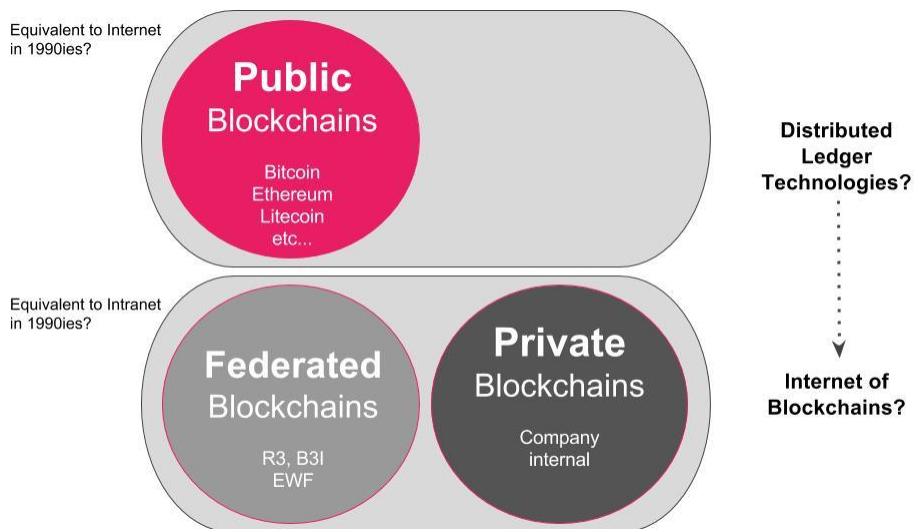 Equivalent to Internet
in 1990ies?
Public
Blockchains
Bitcoin
Ethereum
Litecoin
etc...
Distributed
Ledger
Technologies?
Equivalent to Intranet
in 1990ies?
Federated
Blockchains
R3, B3I
EWF
Private
Blockchains
Company
internal
Internet of
Blockchains?